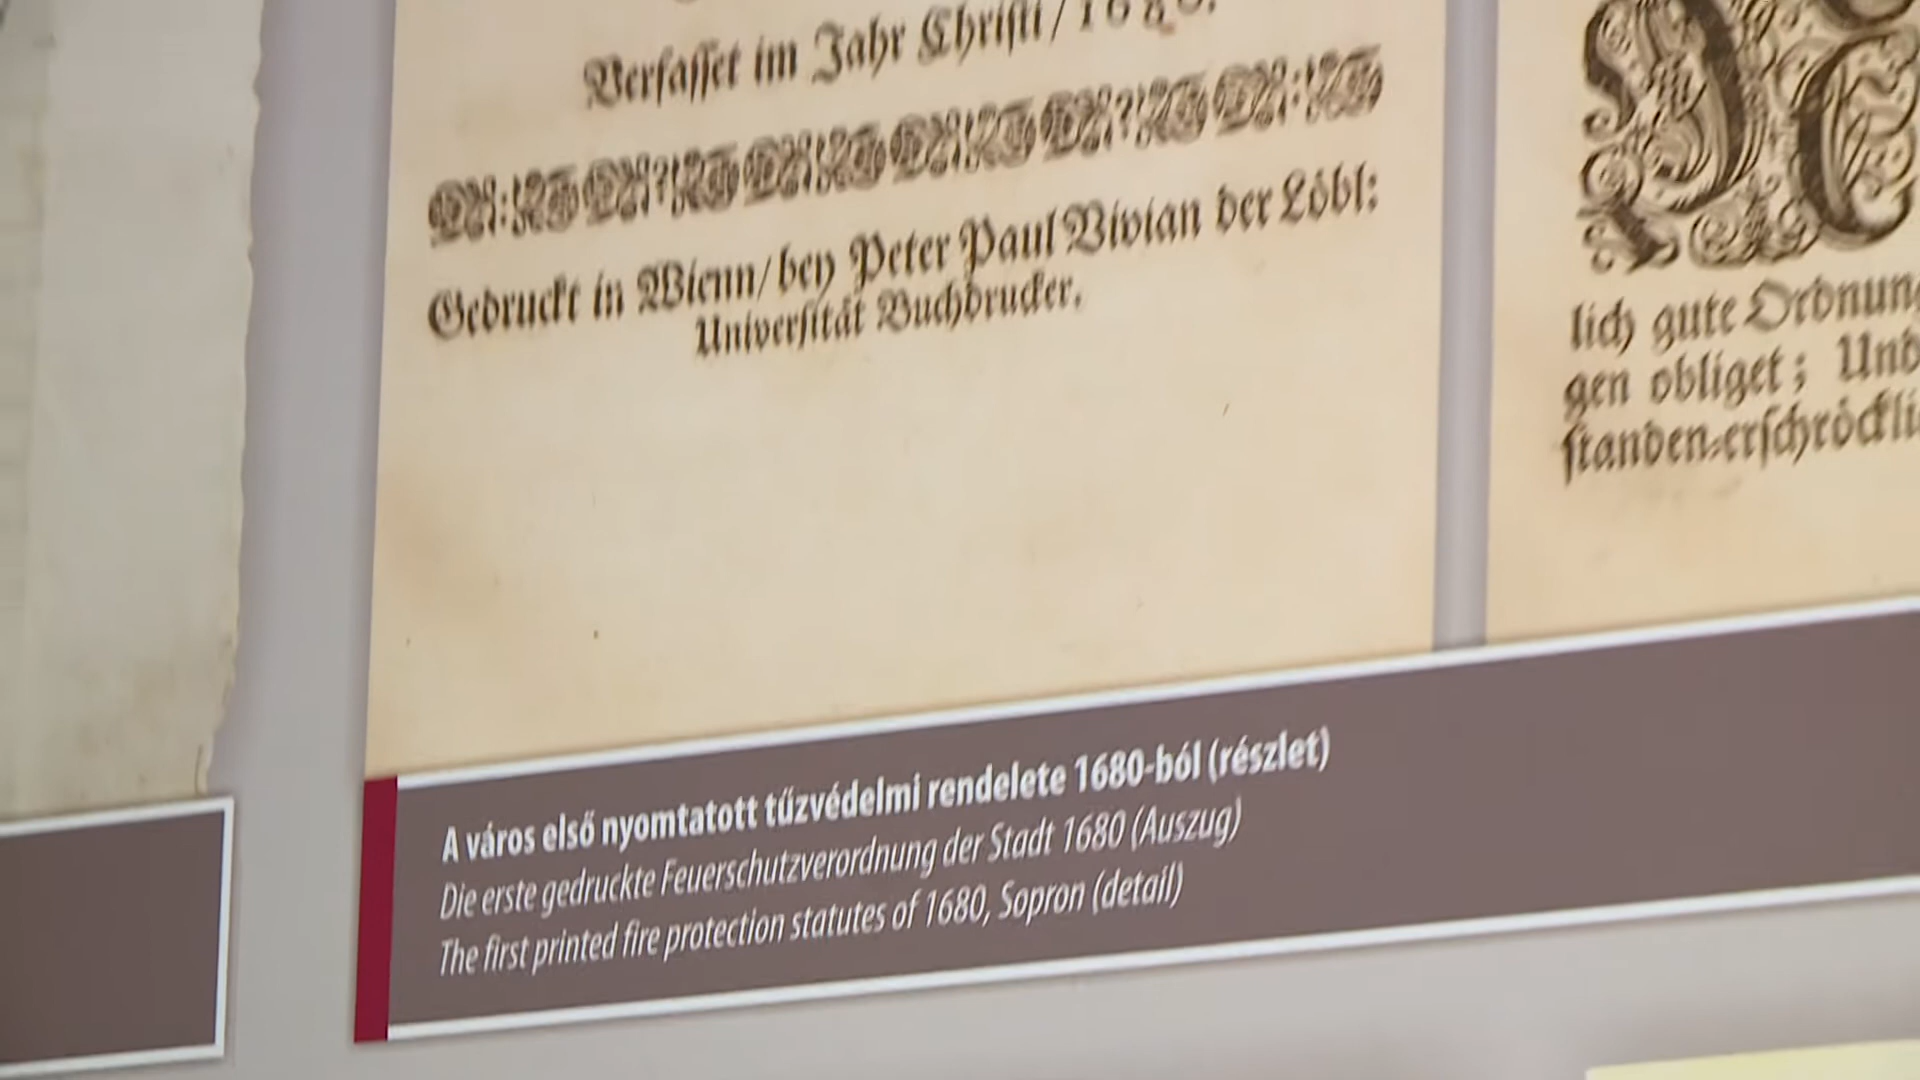 Verfasset im Jahr Christi / 1680.
Gedruckt in Wienn / bey Peter Paul Vivian der Löbl:
Universität Buchdrucker.
lich gute Ordnung
gen obliget; Und
standen-erschröckli
A város első nyomtatott tűzvédelmi rendelete 1680-ból (részlet)
Die erste gedruckte Feuerschutzverordnung der Stadt 1680 (Auszug)
The first printed fire protection statutes of 1680, Sopron (detail)